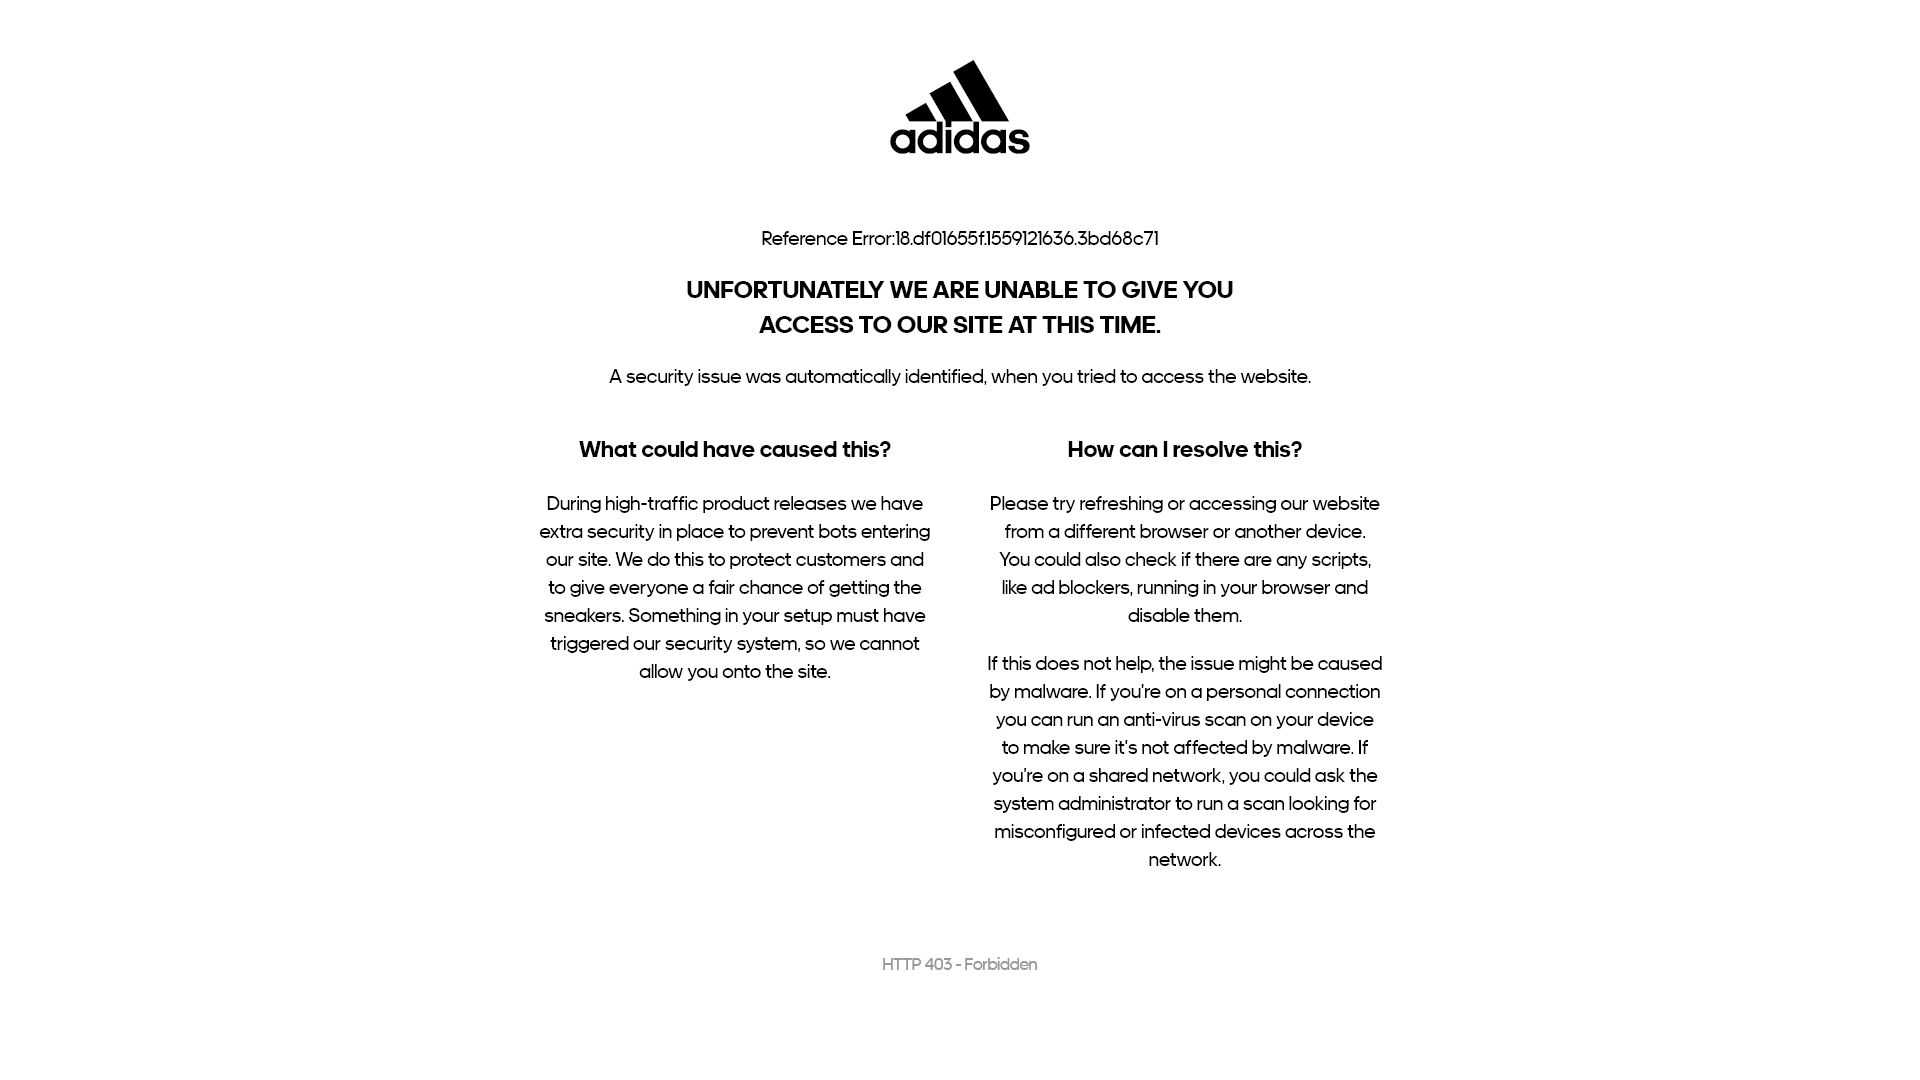 adidas
Reference Error:18.df01655f.1559121636.3bd68c71
UNFORTUNATELY WE ARE UNABLE TO GIVE YOU
ACCESS TO OUR SITE AT THIS TIME.
A security issue was automatically identified, when you tried to access the website.
What could have caused this?
During high-traffic product releases we have
extra security in place to prevent bots entering
our site. We do this to protect customers and
to give everyone a fair chance of getting the
sneakers. Something in your setup must have
triggered our security system, so we cannot
allow you onto the site.
How can I resolve this?
Please try refreshing or accessing our website
from a different browser or another device.
You could also check if there are any scripts,
like ad blockers, running in your browser and
disable them.
If this does not help, the issue might be caused
by malware. If you're on a personal connection
you can run an anti-virus scan on your device
to make sure it's not affected by malware. If
you're on a shared network, you could ask the
system administrator to run a scan looking for
misconfigured or infected devices across the
network.
HTTP 403 - Forbidden